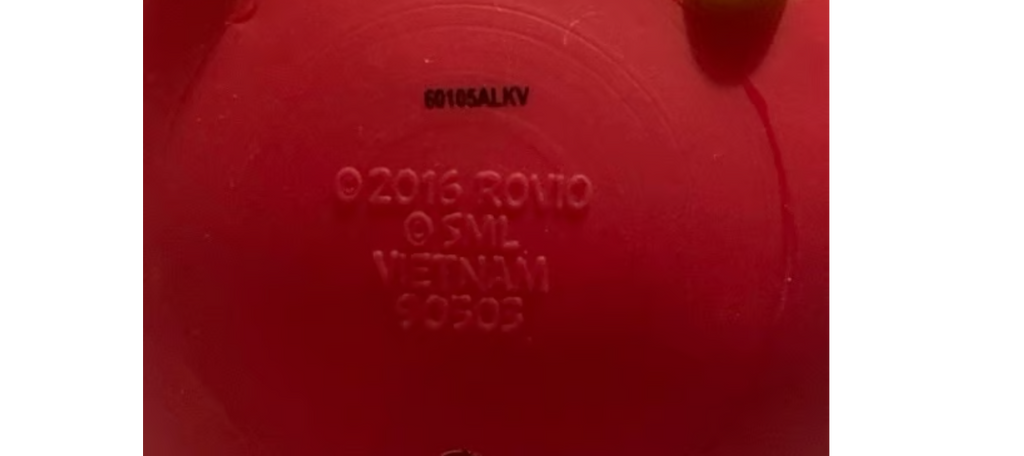 60105ALKV
©2016 ROVIO
©SML
VIETNAM
90303